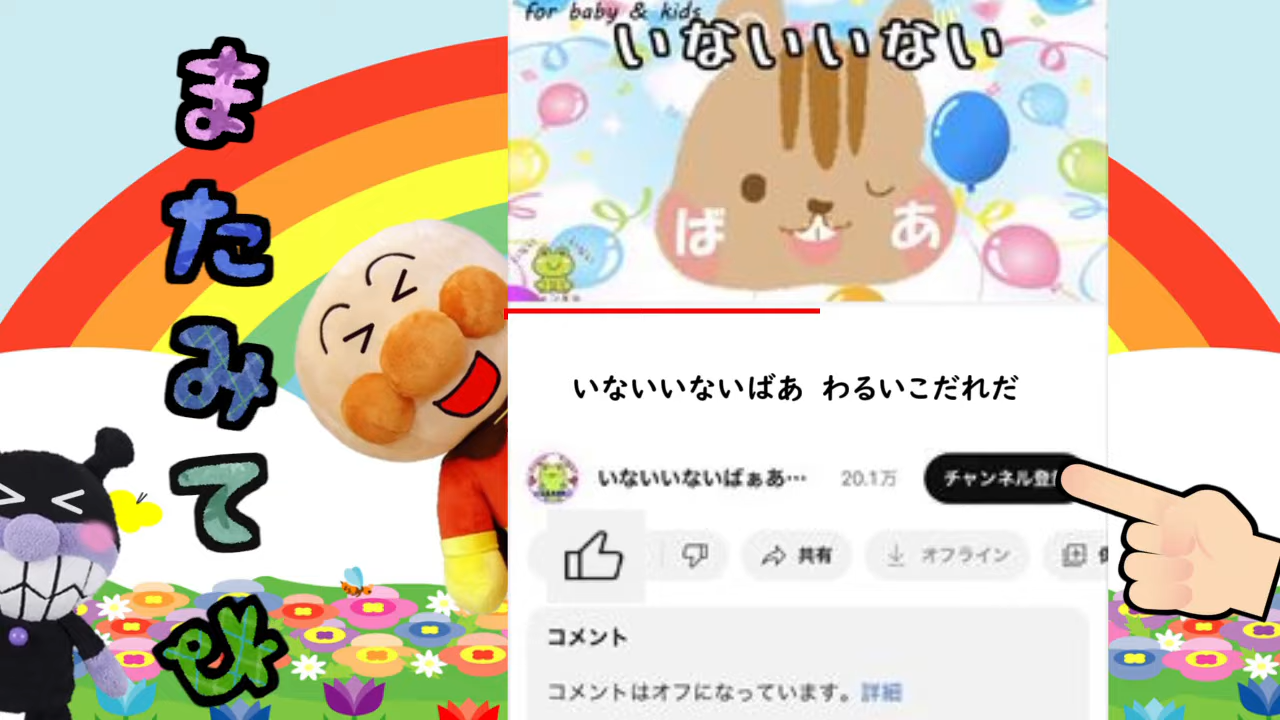 またみてね
for baby & kids
いないいない
ばあ
いないいないばあ わるいこだれだ
いないいないばぁあ… 20.1万 チャンネル登
共有 オフライン
コメント
コメントはオフになっています。詳細